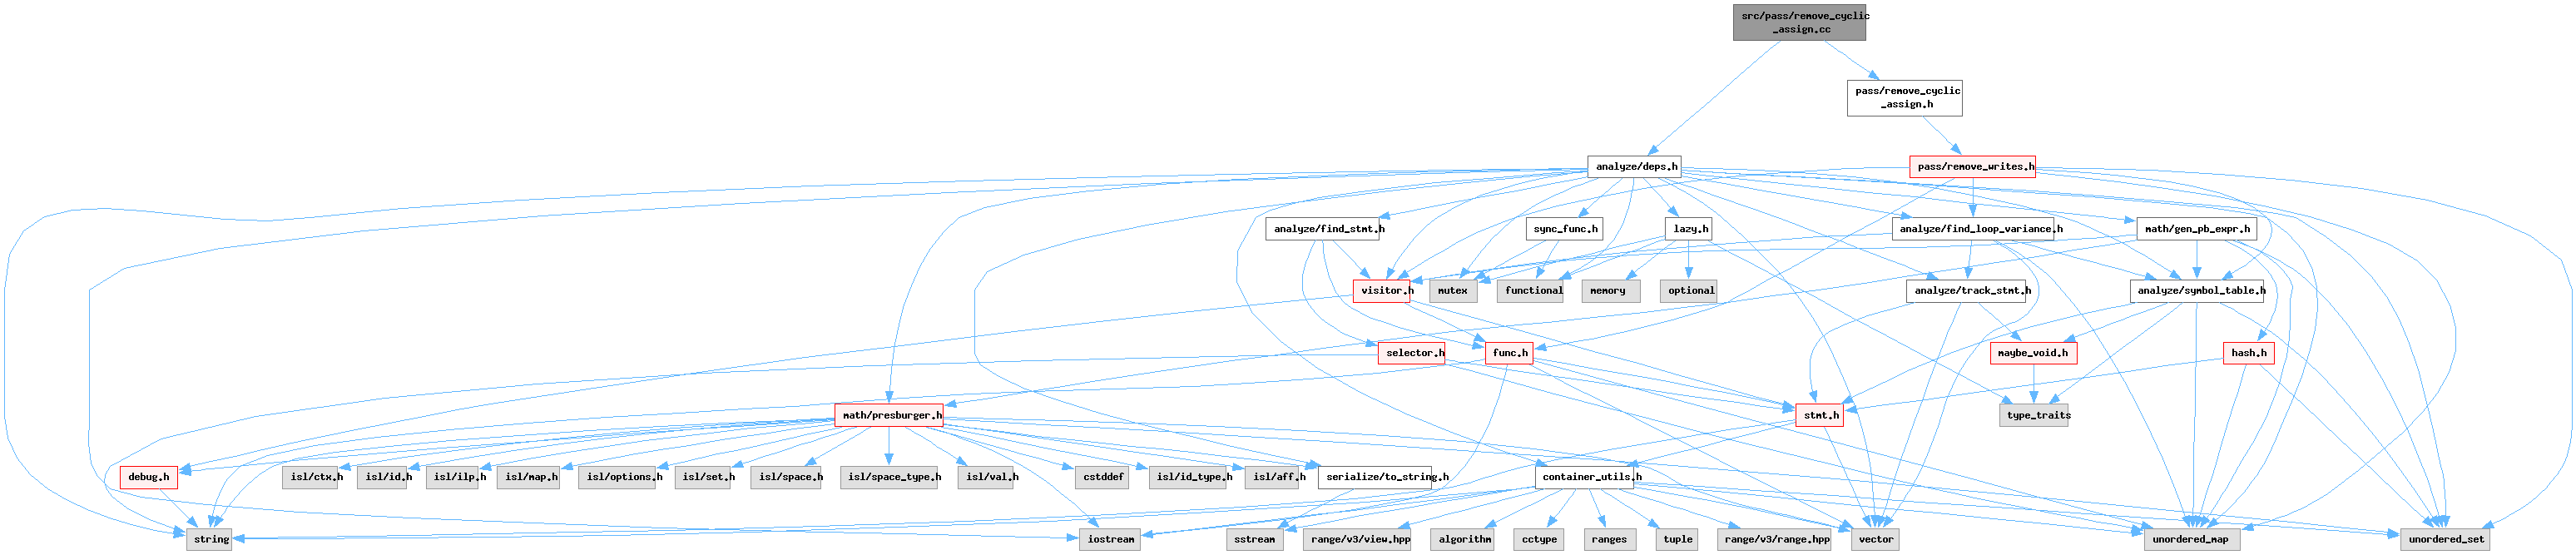 src/pass/remove_cyclic
_assign.cc
pass/remove_cyclic
_assign.h
analyze/deps.h
pass/remove_writes.h
analyze/find_stmt.h
sync_func.h
lazy.h
analyze/find_loop_variance.h
math/gen_pb_expr.h
visitor.h
mutex
functional
memory
optional
analyze/track_stmt.h
analyze/symbol_table.h
selector.h
func.h
maybe_void.h
hash.h
math/presburger.h
stmt.h
type_traits
debug.h
isl/ctx.h
isl/id.h
isl/ilp.h
isl/map.h
isl/options.h
isl/set.h
isl/space.h
isl/space_type.h
isl/val.h
cstddef
isl/id_type.h
isl/aff.h
serialize/to_string.h
container_utils.h
string
iostream
sstream
range/v3/view.hpp
algorithm
cctype
ranges
tuple
range/v3/range.hpp
vector
unordered_map
unordered_set